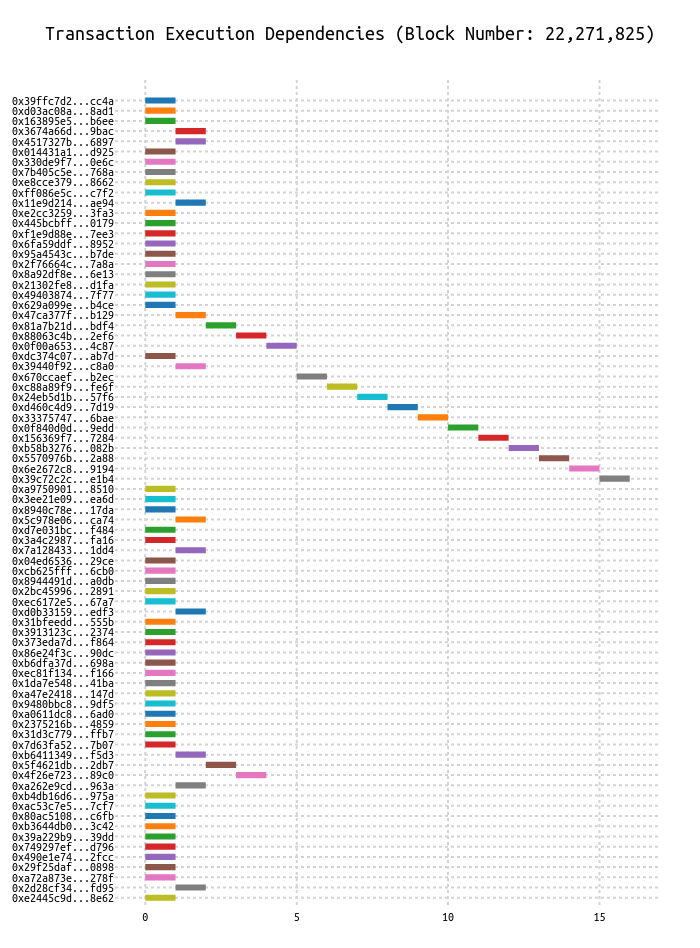 Transaction Execution Dependencies (Block Number: 22,271,825)
0x39ffc7d2...cc4a
0xd03ac08a...8ad1
0x163895e5...b6ee
0x3674a66d...9bac
0x4517327b...6897
0x014431a1...d925
0x330de9f7...0e6c
0x7b405c5e...768a
0xe8cce379...8662
0xff086e5c...c7f2
0x11e9d214...ae94
0xe2cc3259...3fa3
0x445bcbff...0179
0xf1e9d88e...7ee3
0x6fa59ddf...8952
0x95a4543c...b7de
0x2f76664c...7a8a
0x8a92df8e...6e13
0x21302fe8...d1fa
0x49403874...7f77
0x629a099e...b4ce
0x47ca377f...b129
0x81a7b21d...bdf4
0x88063c4b...2ef6
0x0f00a653...4c87
0xdc374c07...ab7d
0x39440f92...c8a0
0x670ccaef...b2ec
0xc88a89f9...fe6f
0x24eb5d1b...57f6
0xd460c4d9...7d19
0x33375747...6bae
0x0f840d0d...9edd
0x156369f7...7284
0xb58b3276...082b
0x5570976b...2a88
0x6e2672c8...9194
0x39c72c2c...e1b4
0xa9750901...8510
0x3ee21e09...ea6d
0x8940c78e...17da
0x5c978e06...ca74
0xd7e031bc...f484
0x3a4c2987...fa16
0x7a128433...1dd4
0x04ed6536...29ce
0xcb625fff...6cb0
0x8944491d...a0db
0x2bc45996...2891
0xec6172e5...67a7
0xd0b33159...edf3
0x31bfeedd...555b
0x3913123c...2374
0x373eda7d...f864
0x86e24f3c...90dc
0xb6dfa37d...698a
0xec81f134...f166
0x1da7e548...41ba
0xa47e2418...147d
0x9480bbc8...9df5
0xa0611dc8...6ad0
0x2375216b...4859
0x31d3c779...ffb7
0x7d63fa52...7b07
0xb6411349...f5d3
0x5f4621db...2db7
0x4f26e723...89c0
0xa262e9cd...963a
0xb4db16d6...975a
0xac53c7e5...7cf7
0x80ac5108...c6fb
0xb3644db0...3c42
0x39a229b9...39dd
0x749297ef...d796
0x490e1e74...2fcc
0x29f25daf...0898
0xa72a873e...278f
0x2d28cf34...fd95
0xe2445c9d...8e62
0 5 10 15